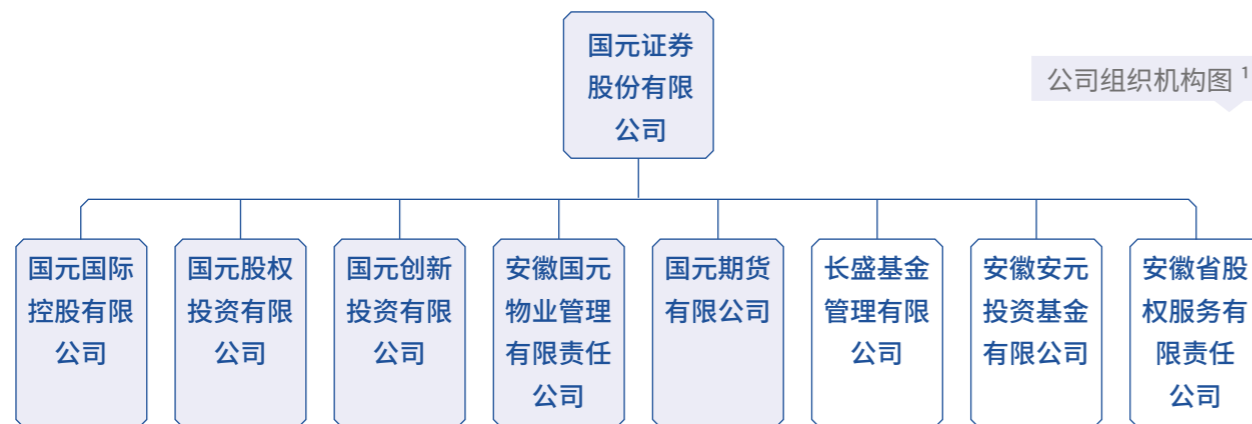 国元证券
股份有限
公司
公司组织机构图 1
国元国际
控股有限
公司
国元股权
投资有限
公司
国元创新
投资有限
公司
安徽国元
物业管理
有限责任
公司
国元期货
有限公司
长盛基金
管理有限
公司
安徽安元
投资基金
有限公司
安徽省股
权服务有
限责任
公司